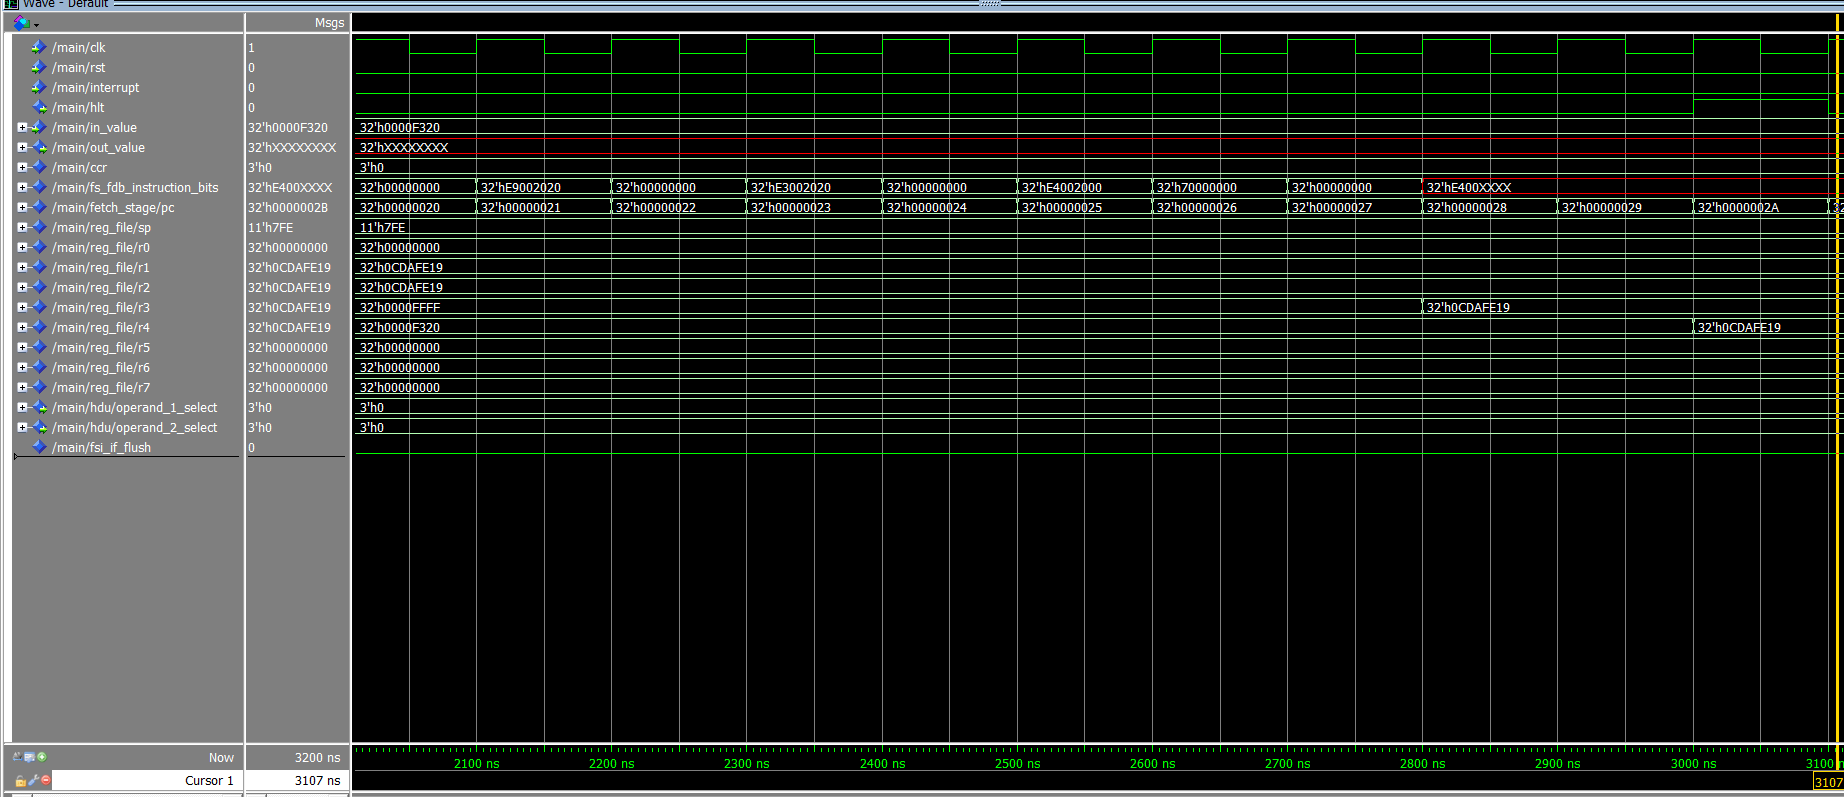 Wave - Default
Msgs
/main/clk 1
/main/rst 0
/main/interrupt 0
/main/hlt 0
/main/in_value 32'h0000F320 32'h0000F320
/main/out_value 32'hXXXXXXXX 32'hXXXXXXXX
/main/ccr 3'h0 3'h0
/main/fs_fdb_instruction_bits 32'hE400XXXX 32'h00000000 32'hE9002020 32'h00000000 32'hE3002020 32'h00000000 32'hE4002000 32'h70000000 32'h00000000 32'hE400XXXX
/main/fetch_stage/pc 32'h0000002B 32'h00000020 32'h00000021 32'h00000022 32'h00000023 32'h00000024 32'h00000025 32'h00000026 32'h00000027 32'h00000028 32'h00000029 32'h0000002A
/main/reg_file/sp 11'h7FE 11'h7FE
/main/reg_file/r0 32'h00000000 32'h00000000
/main/reg_file/r1 32'h0CDAFE19 32'h0CDAFE19
/main/reg_file/r2 32'h0CDAFE19 32'h0CDAFE19
/main/reg_file/r3 32'h0CDAFE19 32'h0000FFFF 32'h0CDAFE19
/main/reg_file/r4 32'h0CDAFE19 32'h0000F320 32'h0CDAFE19
/main/reg_file/r5 32'h00000000 32'h00000000
/main/reg_file/r6 32'h00000000 32'h00000000
/main/reg_file/r7 32'h00000000 32'h00000000
/main/hdu/operand_1_select 3'h0 3'h0
/main/hdu/operand_2_select 3'h0 3'h0
/main/fsi_if_flush 0
Now 3200 ns 2100 ns 2200 ns 2300 ns 2400 ns 2500 ns 2600 ns 2700 ns 2800 ns 2900 ns 3000 ns 3100
Cursor 1 3107 ns 3107